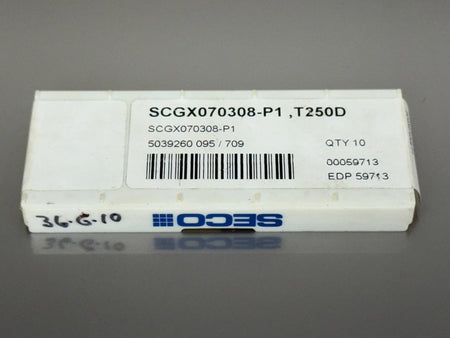 SCGX070308-P1 ,T250D
SCGX070308-P1
5039260 095 / 709
QTY 10
00059713
EDP 59713
36-G-10
SECO